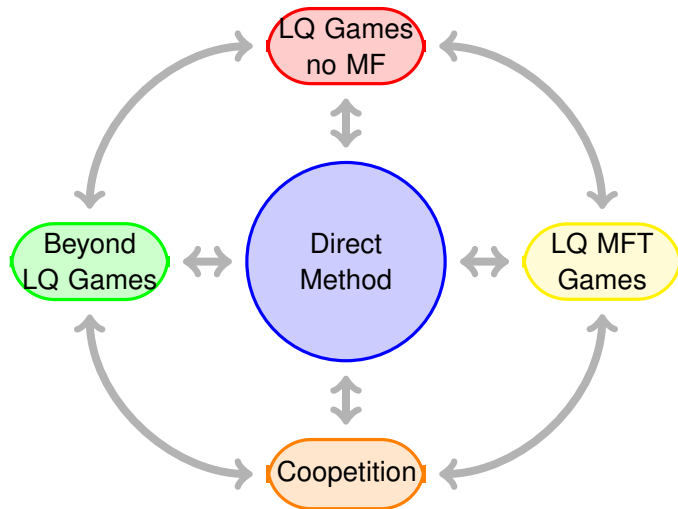 LQ Games
no MF
Beyond
LQ Games
Direct
Method
LQ MFT
Games
Coopetition